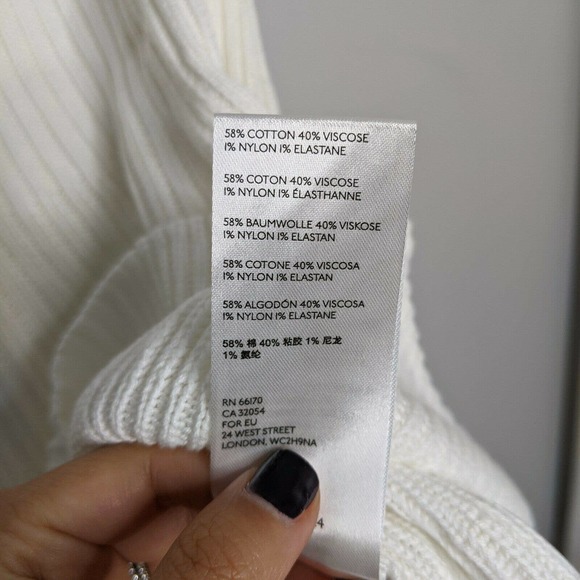 58% COTTON 40% VISCOSE
1% NYLON 1% ELASTANE
58% COTON 40% VISCOSE
1% NYLON 1% ÉLASTHANNE
58% BAUMWOLLE 40% VISKOSE
1% NYLON 1% ELASTAN
58% COTONE 40% VISCOSA
1% NYLON 1% ELASTAN
58% ALGODÓN 40% VISCOSA
1% NYLON 1% ELASTANE
58% 棉 40% 粘胶 1% 尼龙
1% 氨纶
RN 66170
CA 32054
FOR EU
24 WEST STREET
LONDON, WC2H9NA
4